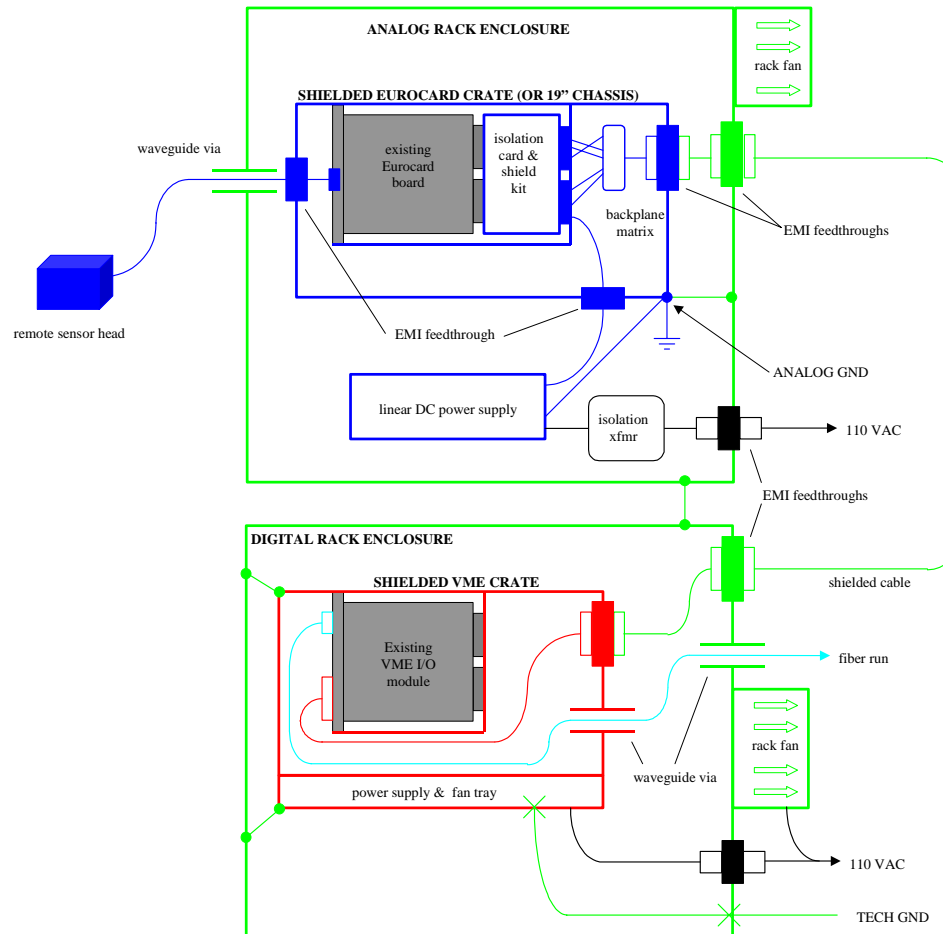 ANALOG RACK ENCLOSURE
rack fan
SHIELDED EUROCARD CRATE (OR 19” CHASSIS)
waveguide via
existing
Eurocard
board
isolation
card &
shield
kit
backplane
matrix
EMI feedthroughs
remote sensor head
EMI feedthrough
ANALOG GND
linear DC power supply
isolation
xfmr
110 VAC
EMI feedthroughs
DIGITAL RACK ENCLOSURE
SHIELDED VME CRATE
shielded cable
Existing
VME I/O
module
fiber run
rack fan
waveguide via
power supply & fan tray
110 VAC
TECH GND